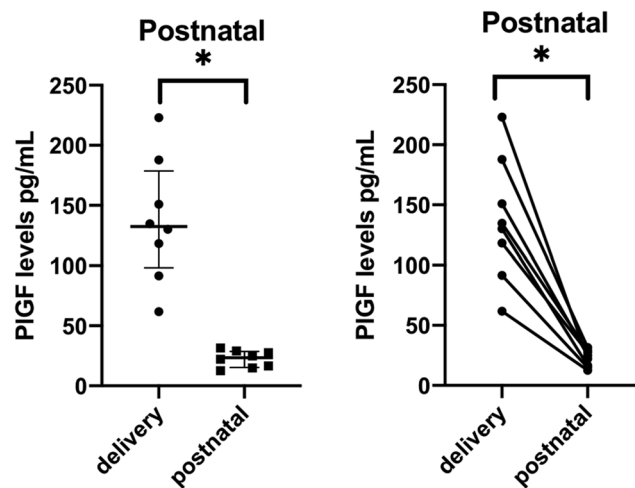 Postnatal
*
250
200
150
100
50
0
PlGF levels pg/mL
delivery
postnatal
Postnatal
*
250
200
150
100
50
0
PlGF levels pg/mL
delivery
postnatal